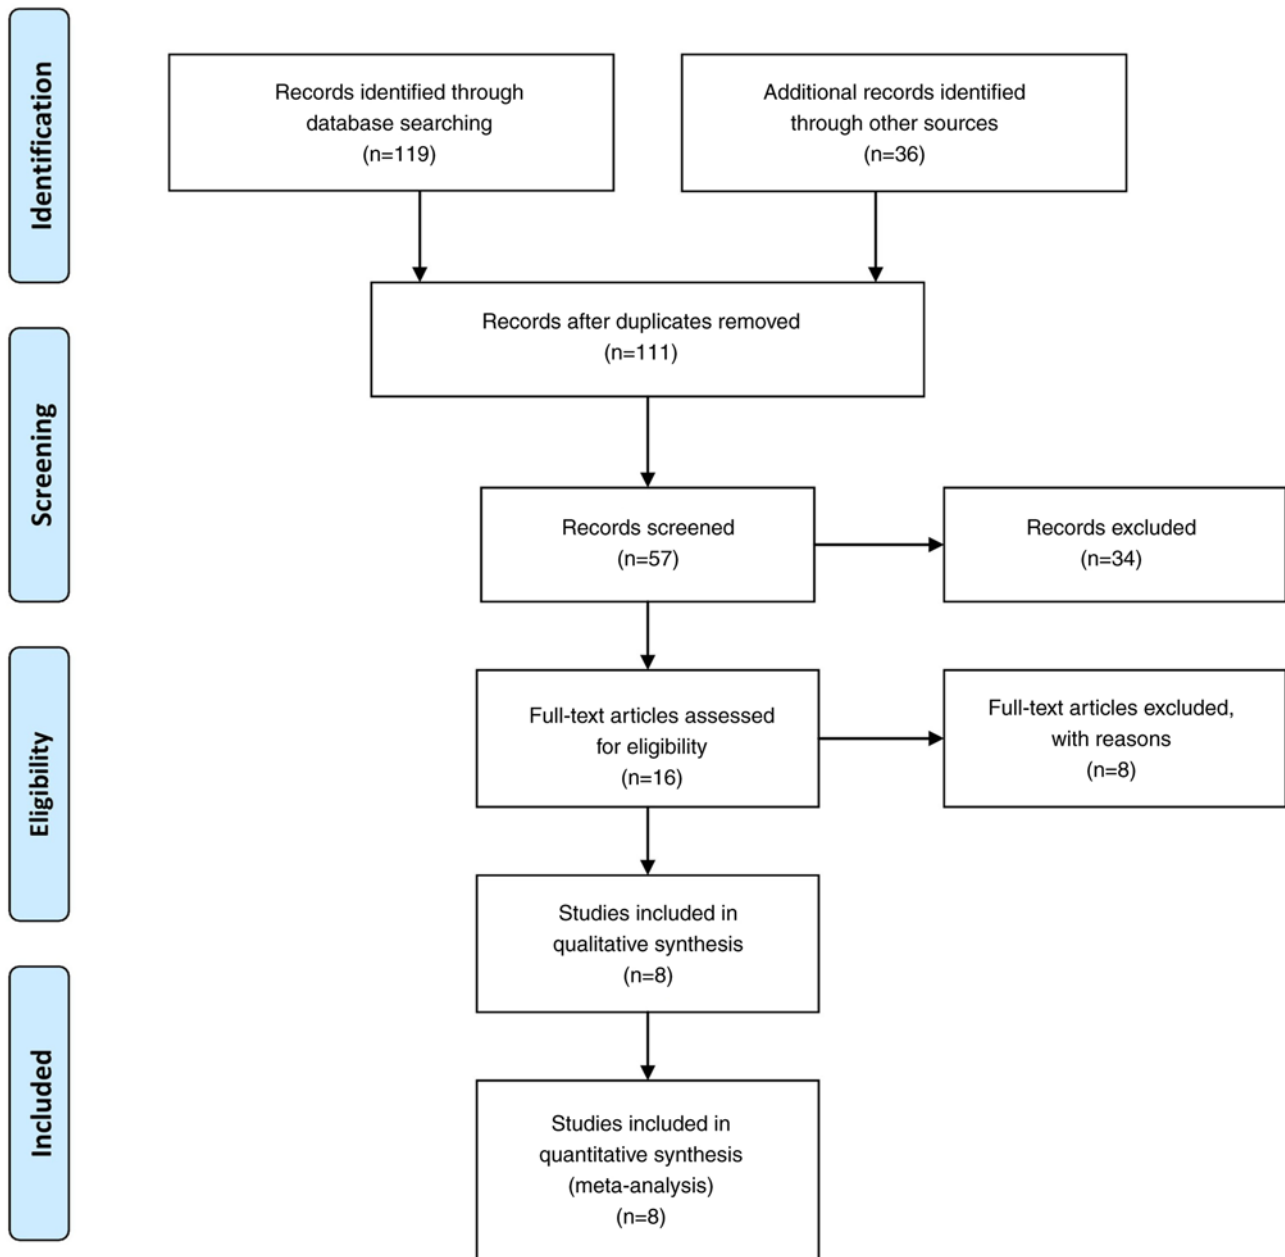 Identification
Records identified through
database searching
(n=119)
Additional records identified
through other sources
(n=36)
Records after duplicates removed
(n=111)
Screening
Records screened
(n=57)
Records excluded
(n=34)
Eligibility
Full-text articles assessed
for eligibility
(n=16)
Full-text articles excluded,
with reasons
(n=8)
Studies included in
qualitative synthesis
(n=8)
Included
Studies included in
quantitative synthesis
(meta-analysis)
(n=8)